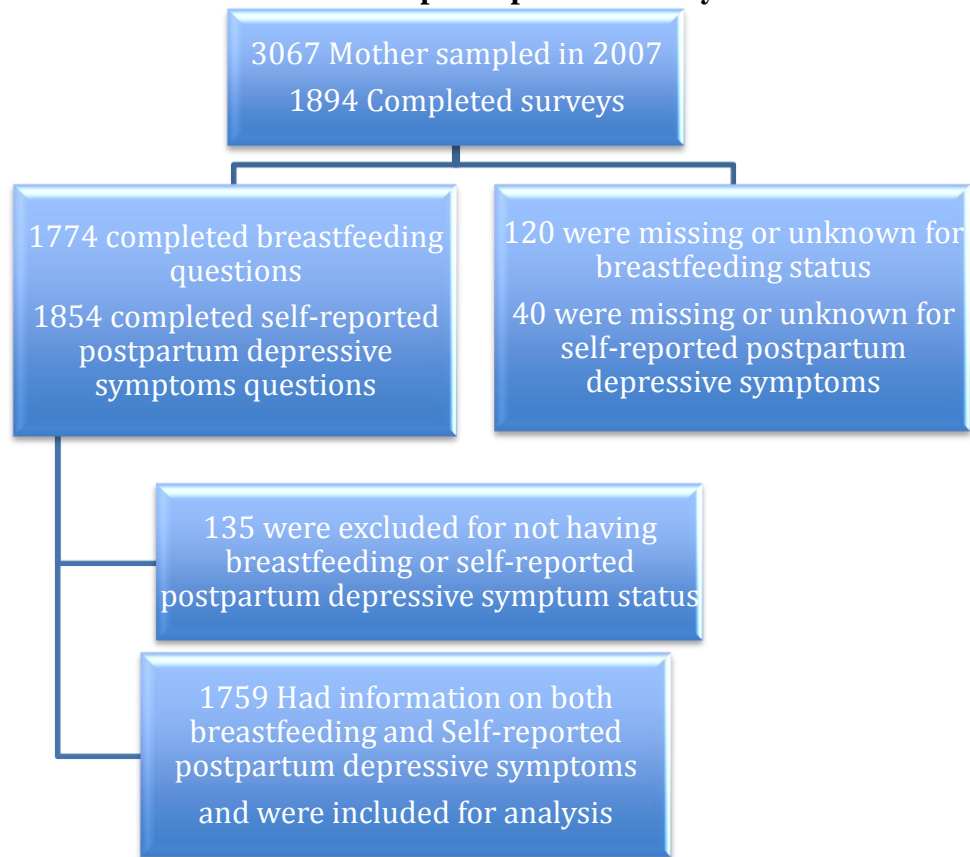 3067 Mother sampled in 2007
1894 Completed surveys
1774 completed breastfeeding
questions
1854 completed self-reported
postpartum depressive
symptoms questions
120 were missing or unknown for
breastfeeding status
40 were missing or unknown for
self-reported postpartum
depressive symptoms
135 were excluded for not having
breastfeeding or self-reported
postpartum depressive symptum status
1759 Had information on both
breastfeeding and Self-reported
postpartum depressive symptoms
and were included for analysis